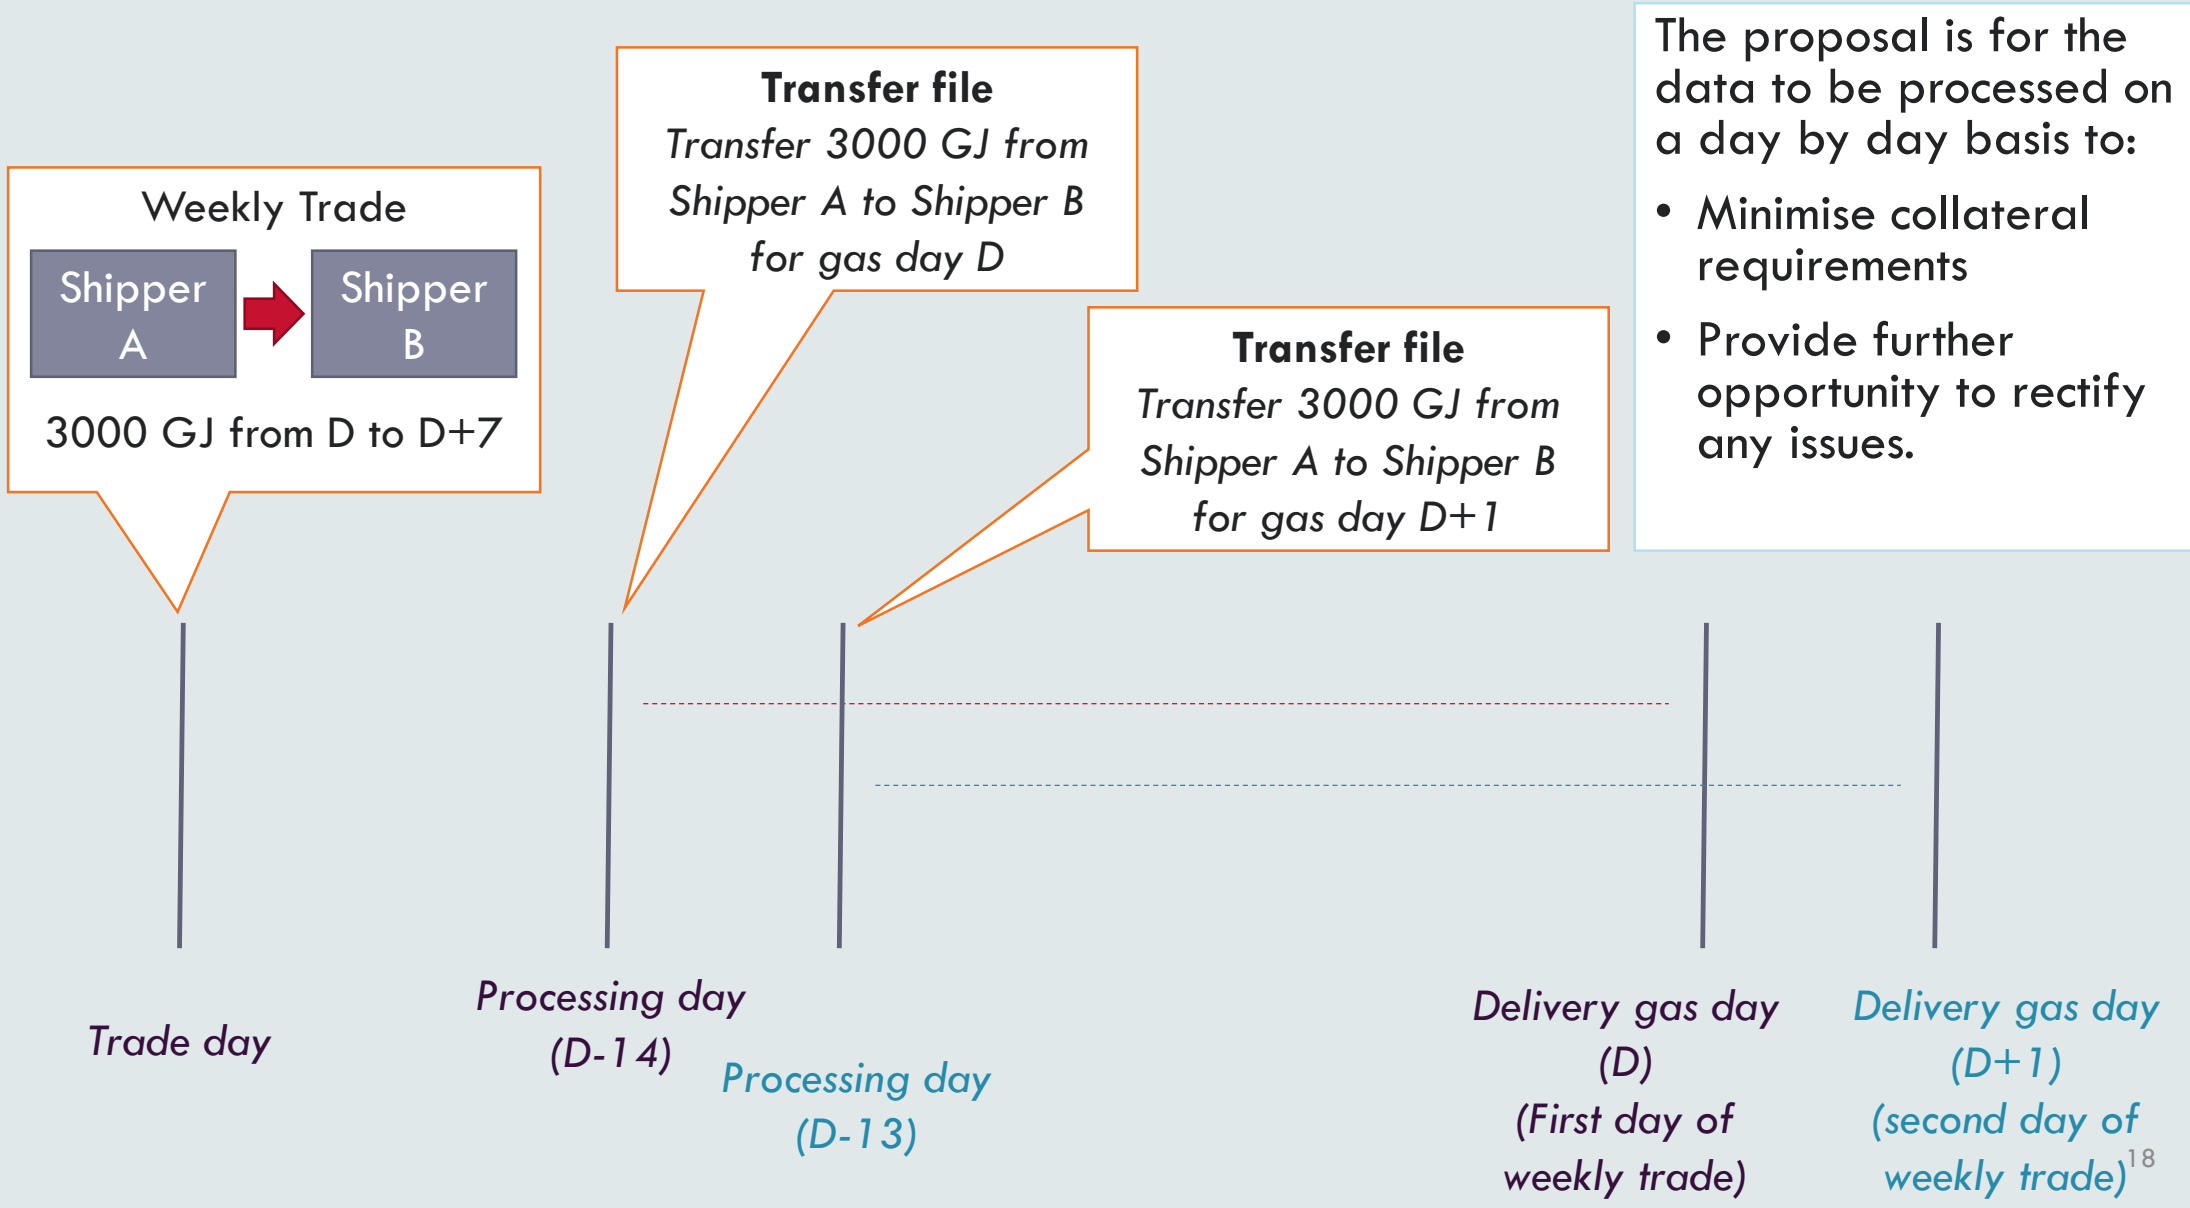 Weekly Trade
Shipper
A
Shipper
B
3000 GJ from D to D+7
Transfer file
Transfer 3000 GJ from
Shipper A to Shipper B
for gas day D
Transfer file
Transfer 3000 GJ from
Shipper A to Shipper B
for gas day D+1
The proposal is for the
data to be processed on
a day by day basis to:
• Minimise collateral
requirements
• Provide further
opportunity to rectify
any issues.
Trade day
Processing day
(D-14)
Processing day
(D-13)
Delivery gas day
(D)
(First day of
weekly trade)
Delivery gas day
(D+1)
(second day of
weekly trade)
18